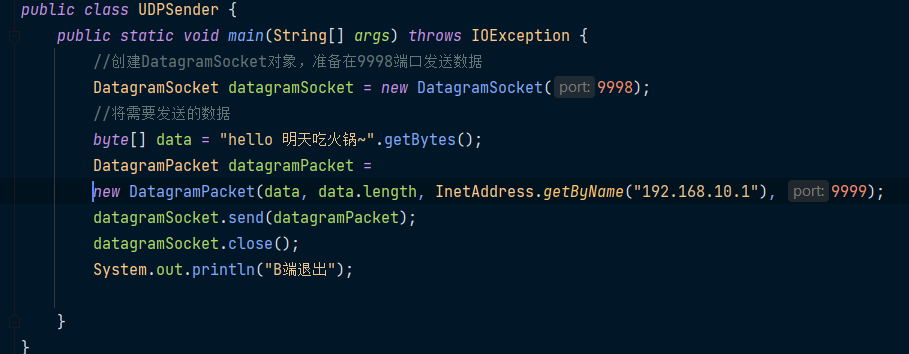 public class UDPSender {
public static void main(String[] args) throws IOException {
//创建DatagramSocket对象，准备在9998端口发送数据
DatagramSocket datagramSocket = new DatagramSocket( port: 9998);
//将需要发送的数据
byte[] data = "hello 明天吃火锅~".getBytes();
DatagramPacket datagramPacket =
new DatagramPacket(data, data.length, InetAddress.getByName("192.168.10.1"), port: 9999);
datagramSocket.send(datagramPacket);
datagramSocket.close();
System.out.println("B端退出");
}
}